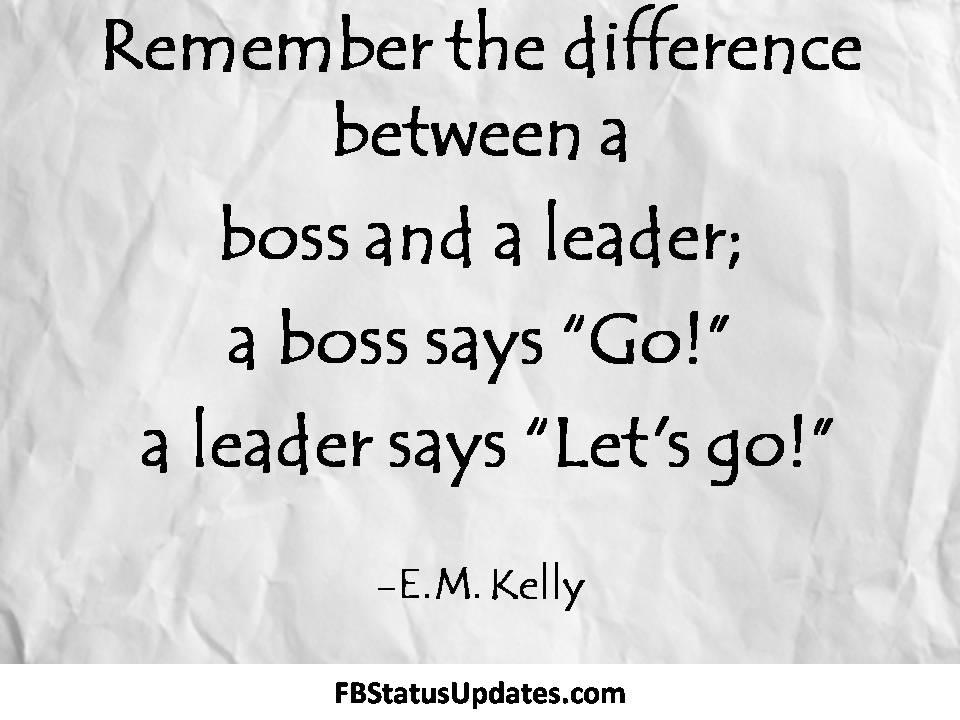 Remember the difference
between a
boss and a leader;
a boss says “Go!”
a leader says “Let's go!”
–E.M. Kelly
FBStatusUpdates.com